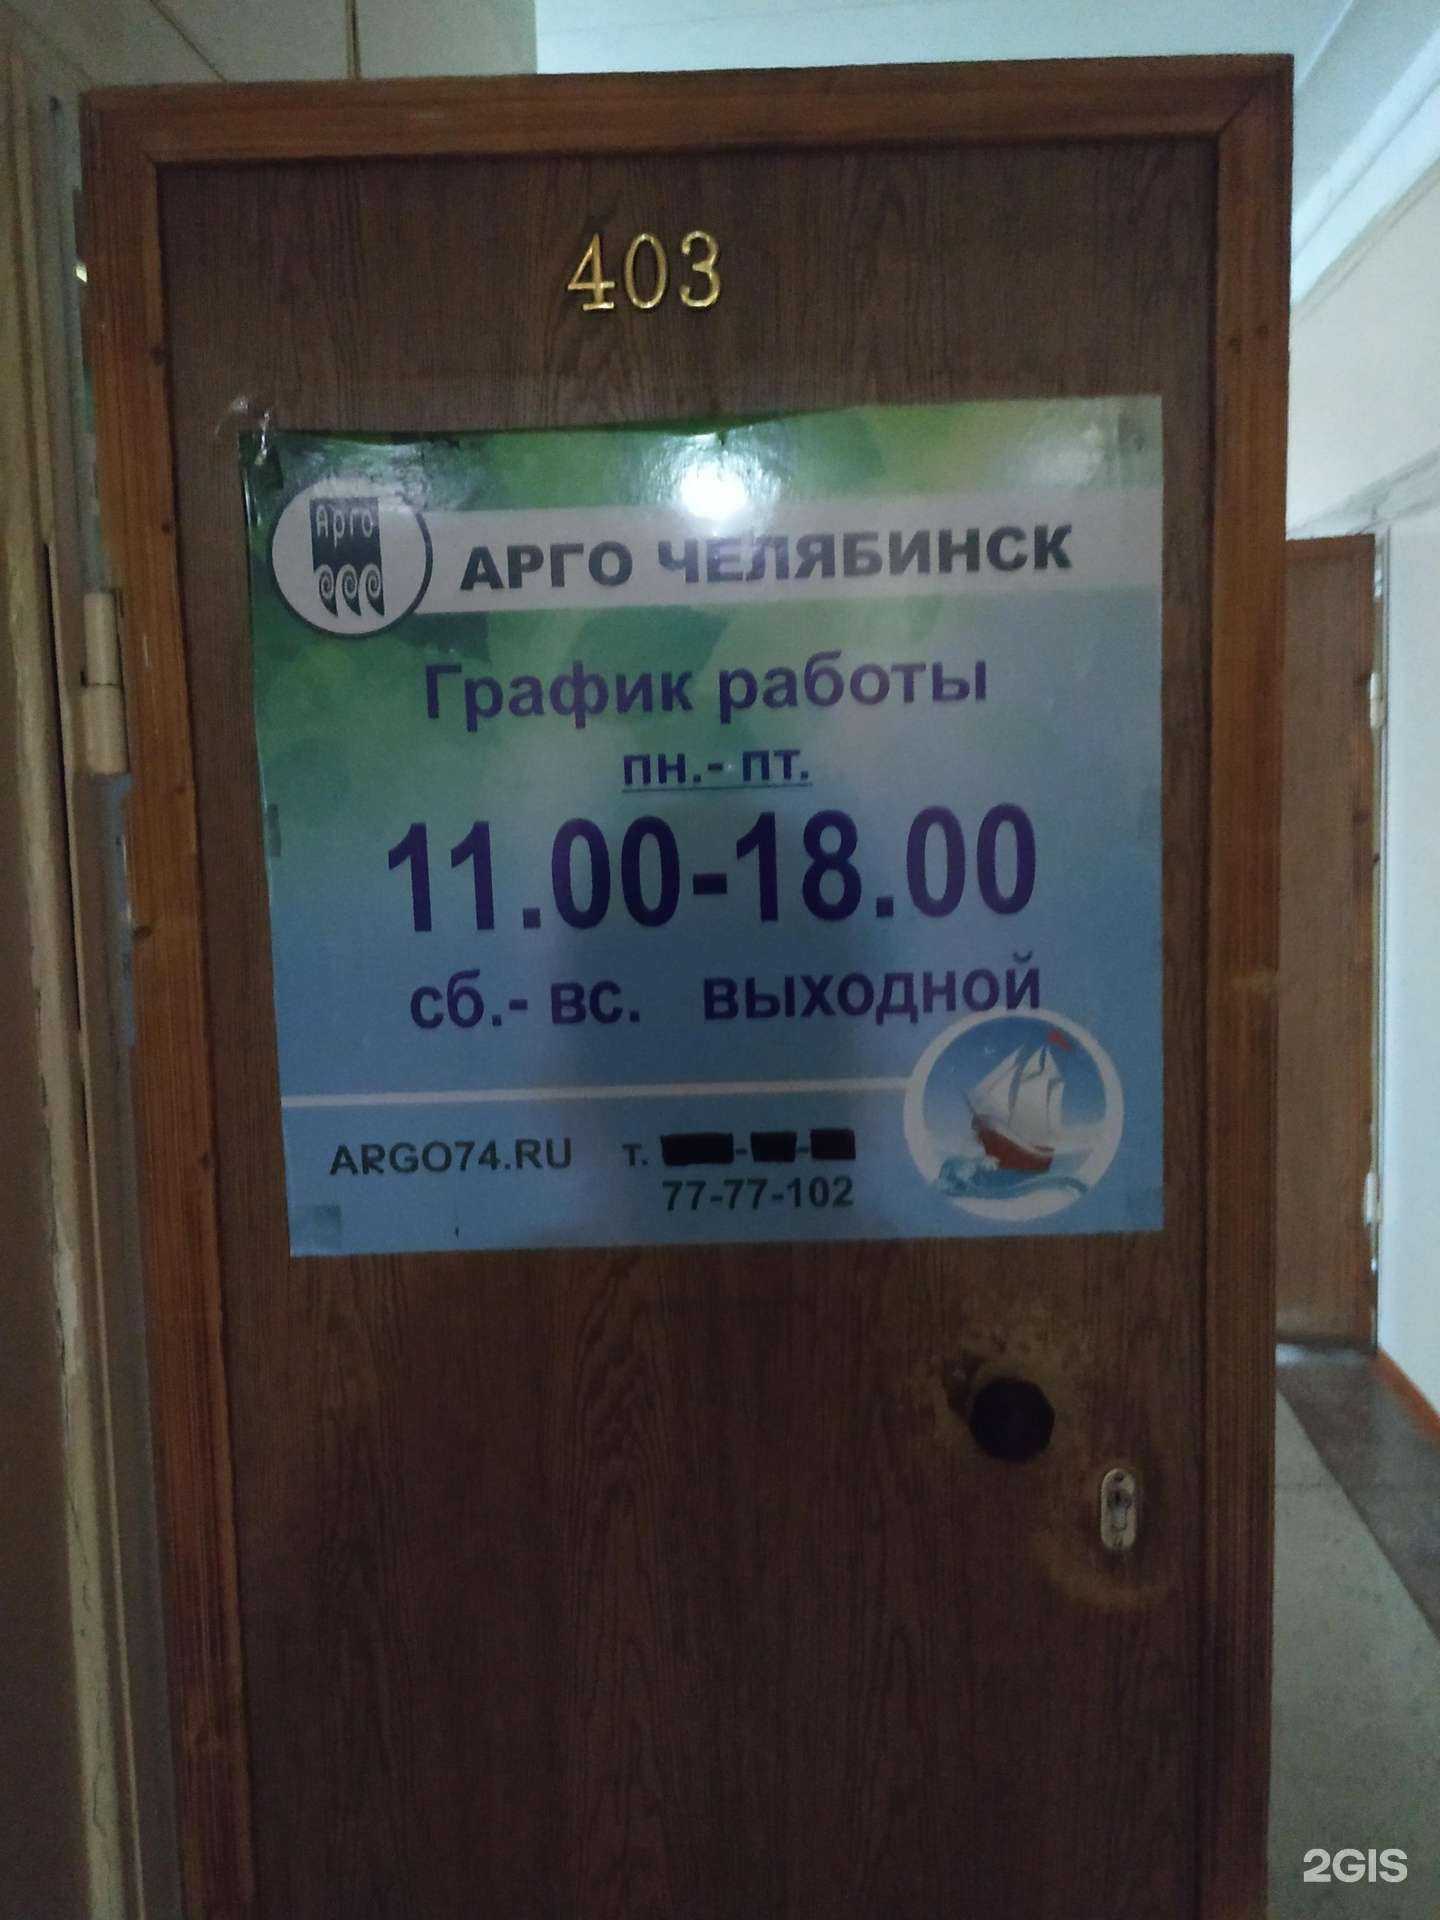 403
Арго
АРГО ЧЕЛЯБИНСК
График работы
пн.- пт.
11.00-18.00
сб.- вс. выходной
ARGO74.RU т. - -
77-77-102
2GIS